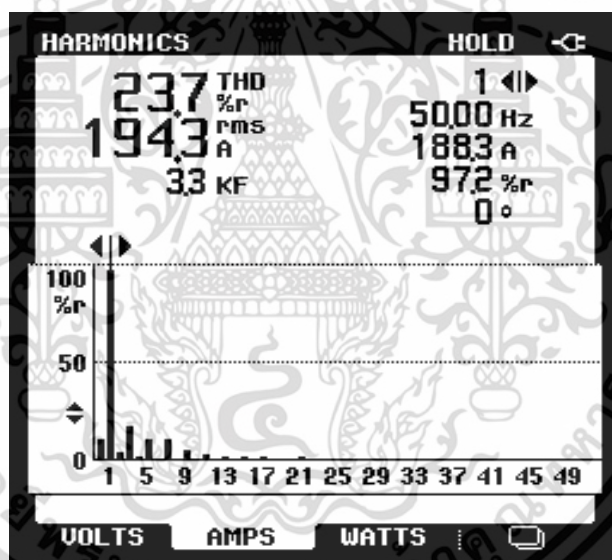 HARMONICS HOLD
23.7 THD %r 1
194.3 rms A 50.00 Hz
3.3 KF 188.3 A
97.2 %r
0 °
100
%r
50
0
1 5 9 13 17 21 25 29 33 37 41 45 49
VOLTS AMPS WATTS